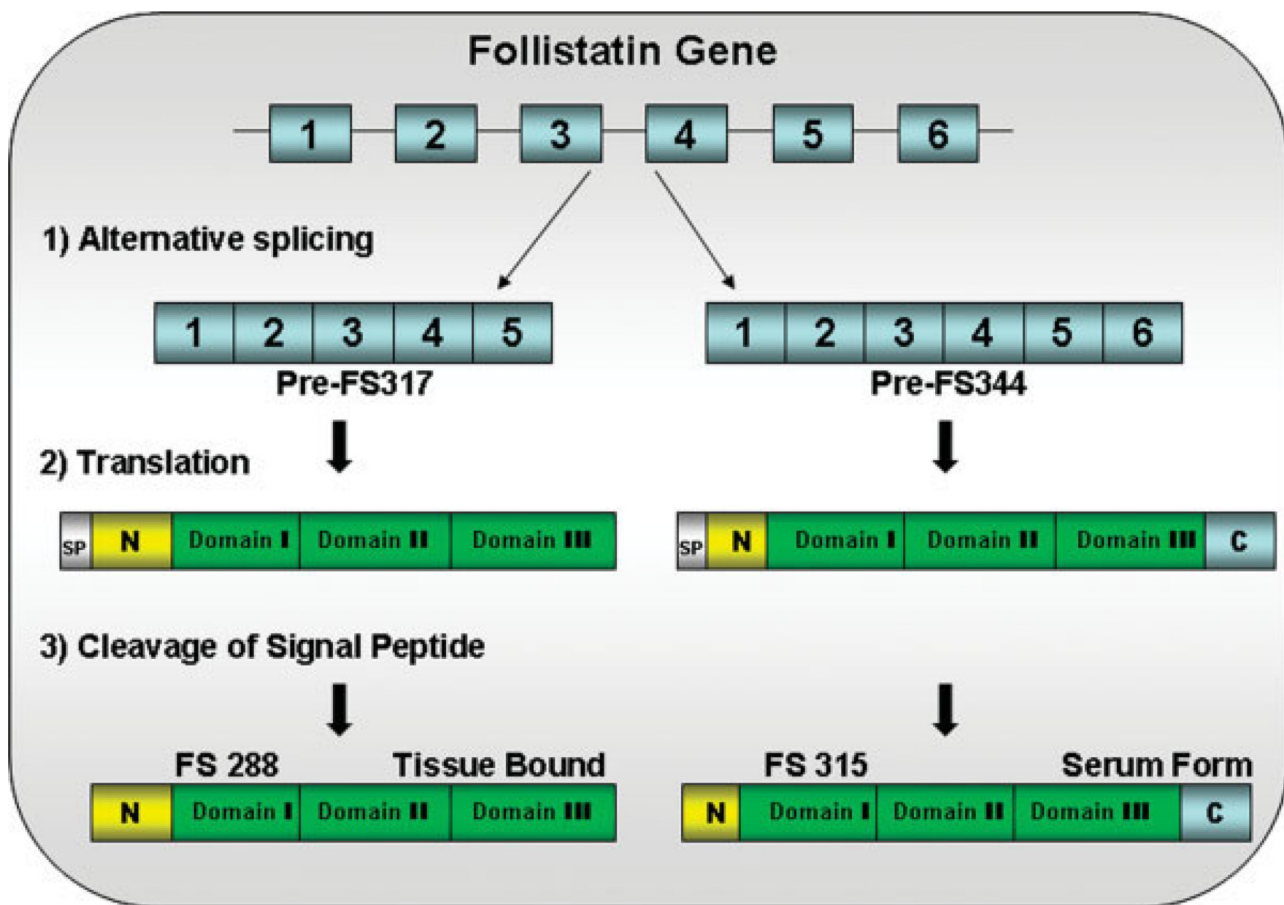 Follistatin Gene
1 2 3 4 5 6
1) Alternative splicing
1 2 3 4 5
Pre-FS317
1 2 3 4 5 6
Pre-FS344
2) Translation
SP N Domain I Domain II Domain III
SP N Domain I Domain II Domain III C
3) Cleavage of Signal Peptide
FS 288 Tissue Bound
N Domain I Domain II Domain III
FS 315 Serum Form
N Domain I Domain II Domain III C